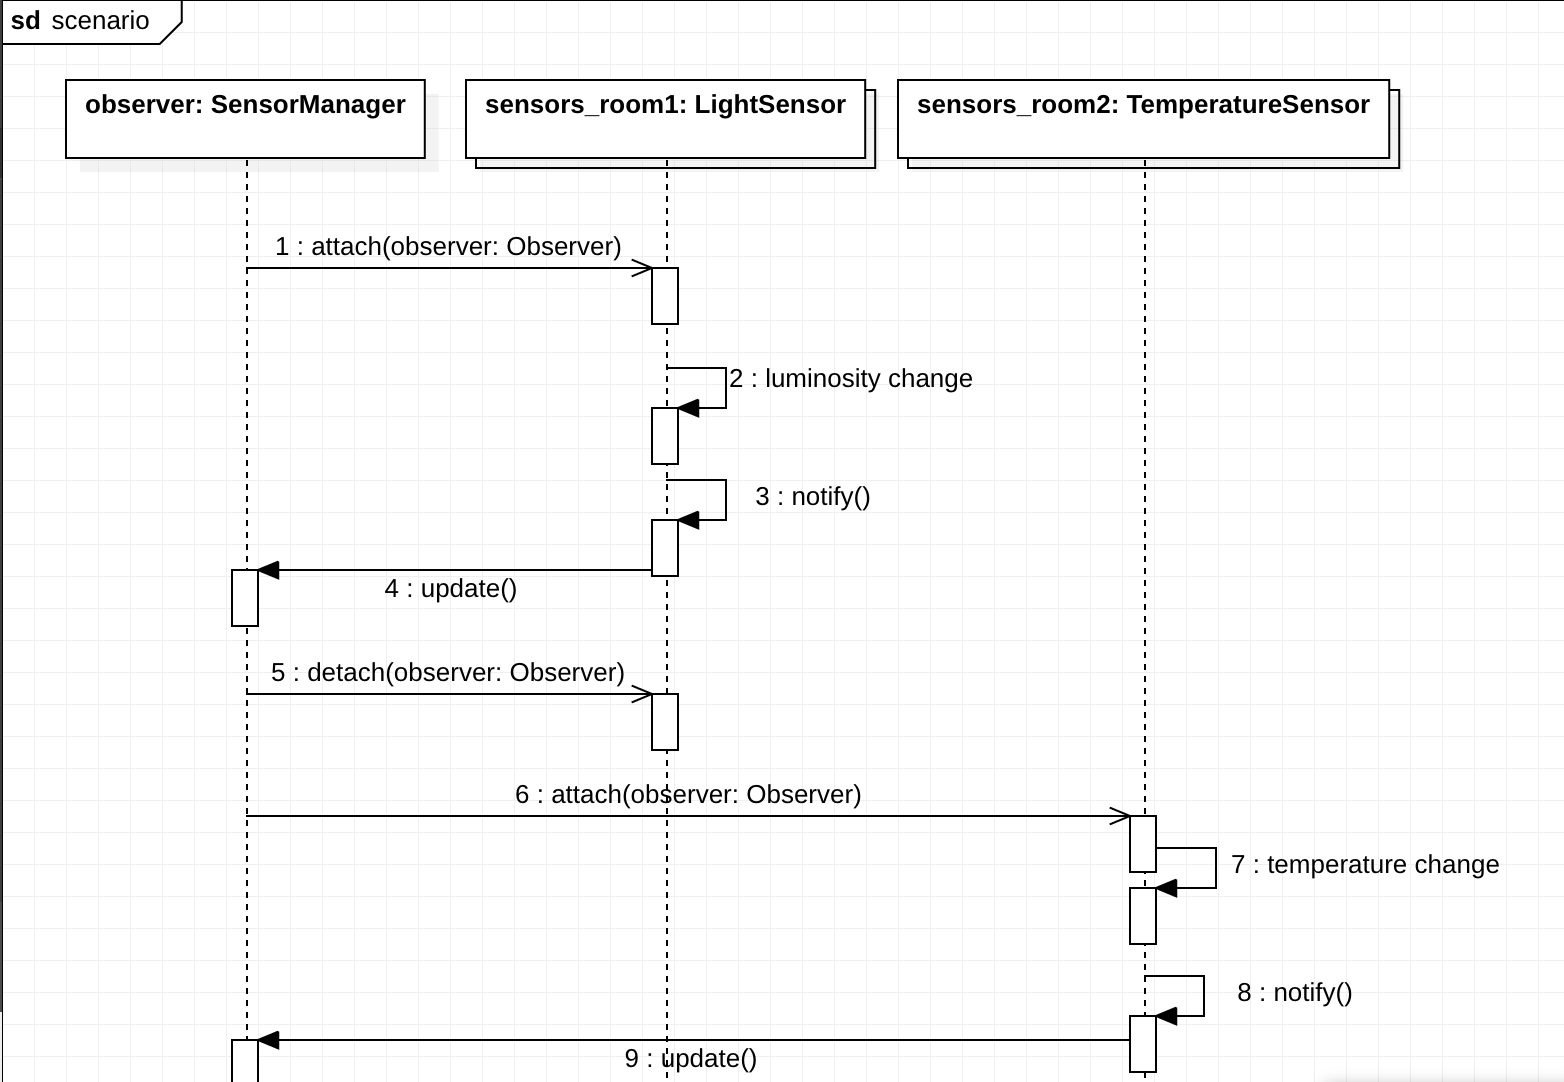 sd scenario
observer: SensorManager
sensors_room1: LightSensor
sensors_room2: TemperatureSensor
1 : attach(observer: Observer)
2 : luminosity change
3 : notify()
4 : update()
5 : detach(observer: Observer)
6 : attach(observer: Observer)
7 : temperature change
8 : notify()
9 : update()